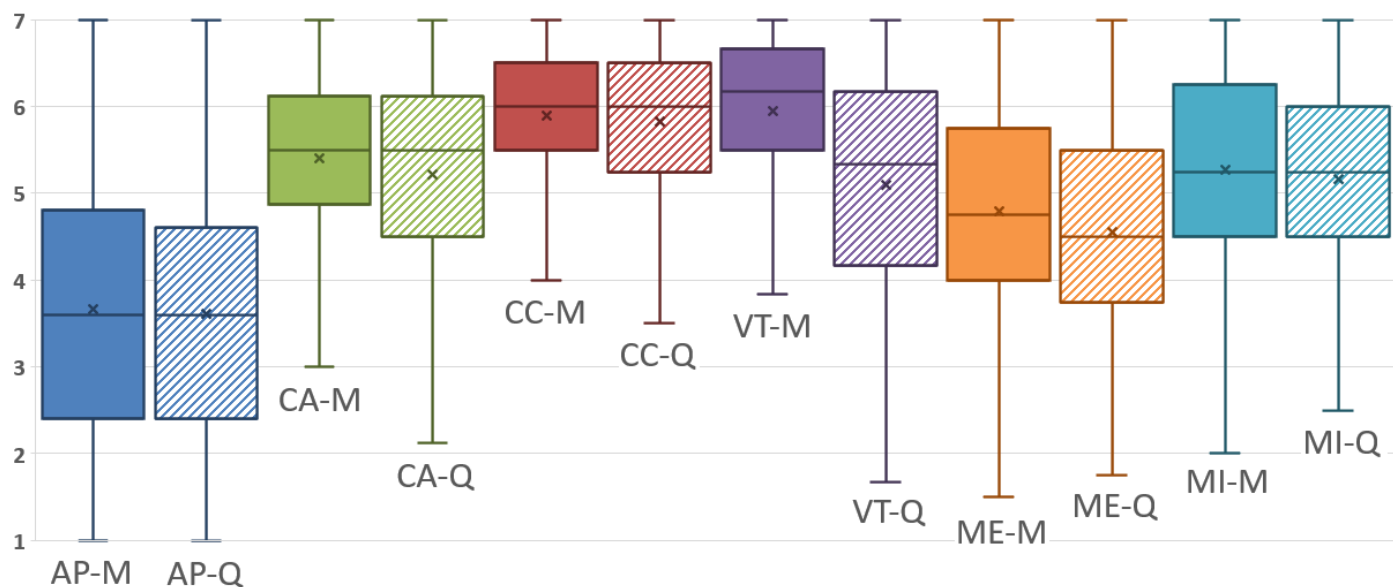 7
6
5
4
3
2
1
AP-M
AP-Q
CA-M
CA-Q
CC-M
CC-Q
VT-M
VT-Q
ME-M
ME-Q
MI-M
MI-Q